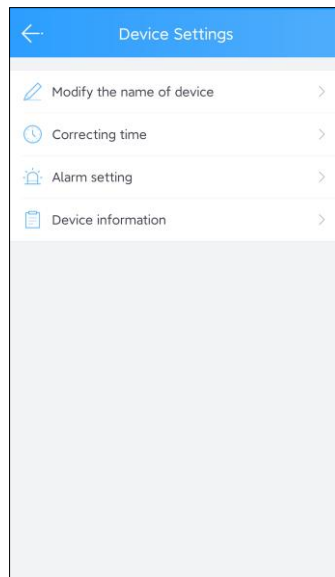 Device Settings
Modify the name of device
Correcting time
Alarm setting
Device information